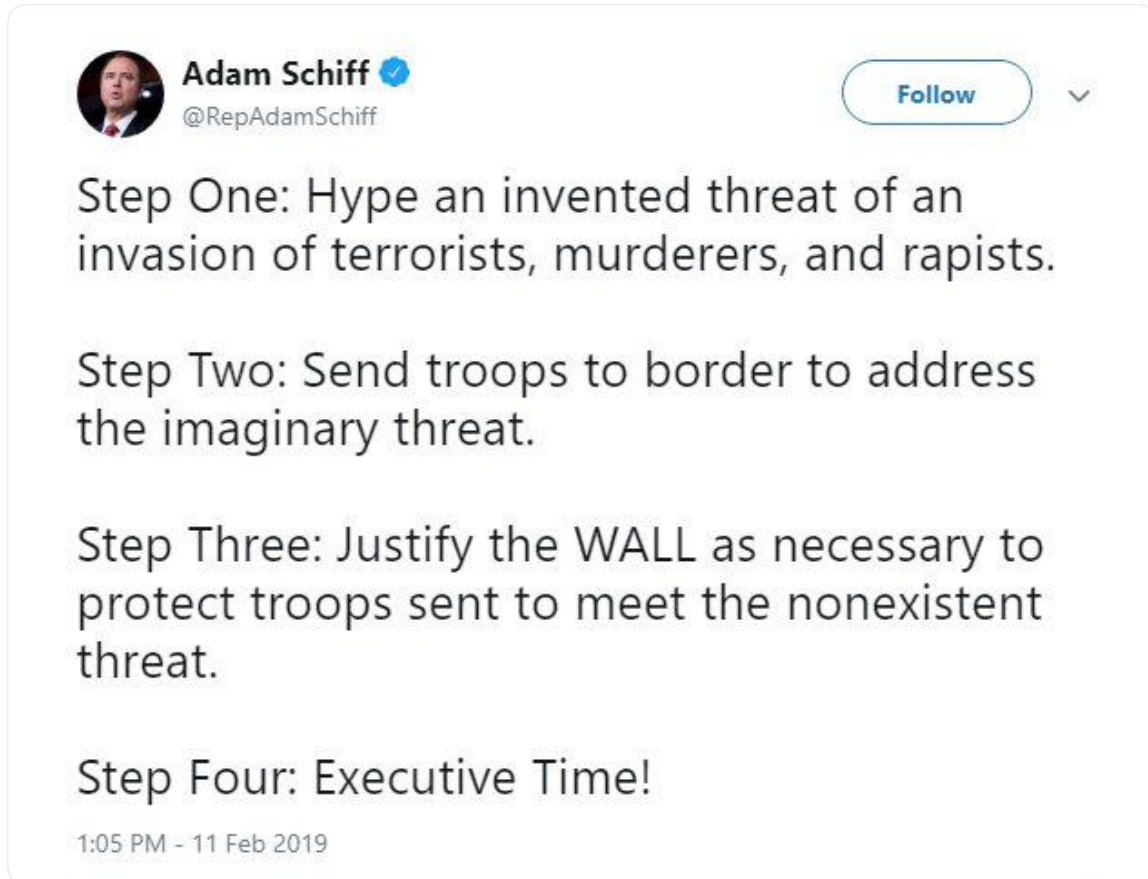 Adam Schiff
@RepAdamSchiff
Follow
Step One: Hype an invented threat of an
invasion of terrorists, murderers, and rapists.
Step Two: Send troops to border to address
the imaginary threat.
Step Three: Justify the WALL as necessary to
protect troops sent to meet the nonexistent
threat.
Step Four: Executive Time!
1:05 PM - 11 Feb 2019